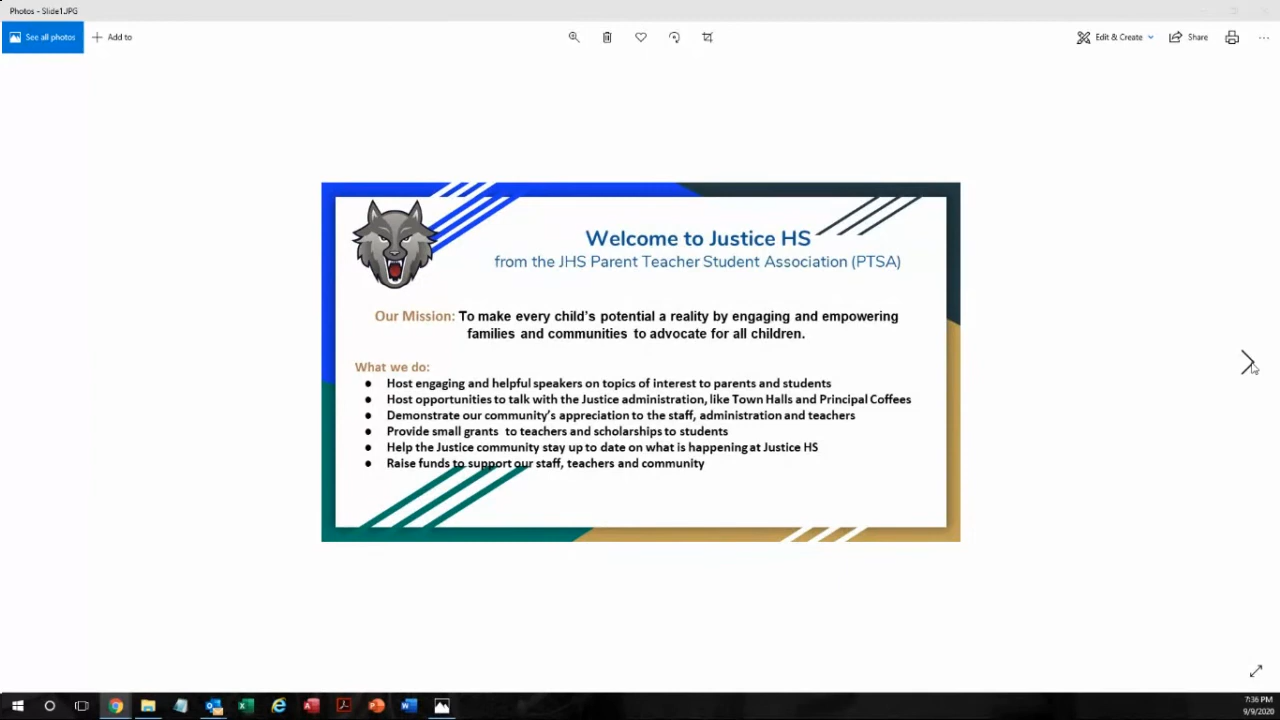 Photos - Slide1.JPG
See all photos
Add to
Edit & Create
Share
Welcome to Justice HS
from the JHS Parent Teacher Student Association (PTSA)
Our Mission: To make every child's potential a reality by engaging and empowering
families and communities to advocate for all children.
What we do:
● Host engaging and helpful speakers on topics of interest to parents and students
● Host opportunities to talk with the Justice administration, like Town Halls and Principal Coffees
● Demonstrate our community's appreciation to the staff, administration and teachers
● Provide small grants to teachers and scholarships to students
● Help the Justice community stay up to date on what is happening at Justice HS
● Raise funds to support our staff, teachers and community
7:36 PM
9/9/2020